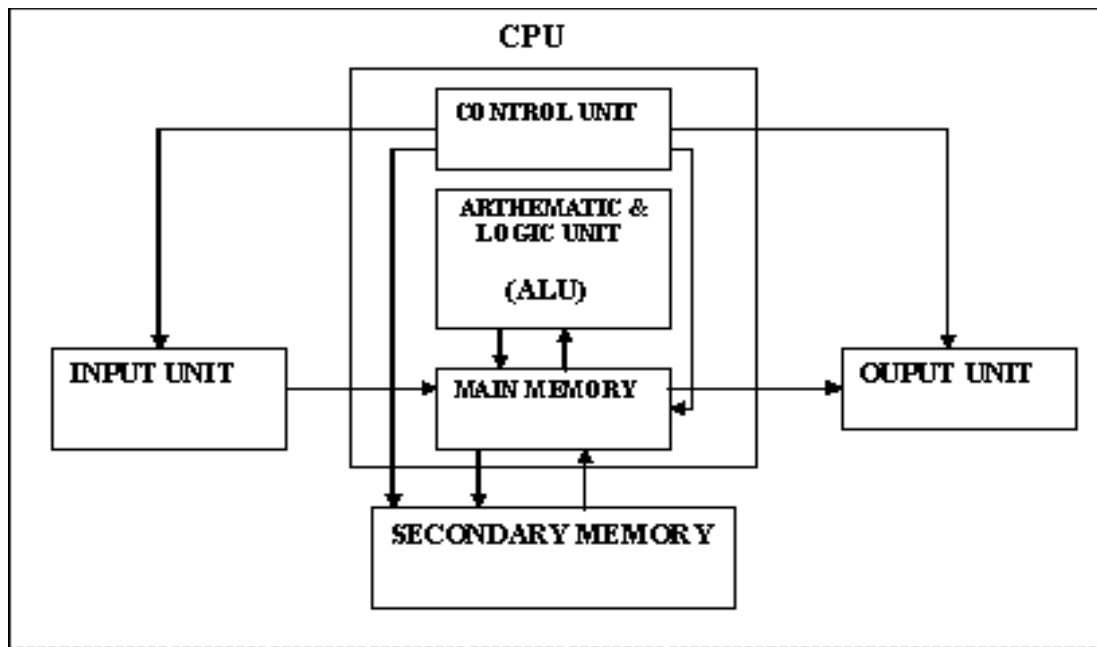 CPU
CONTROL UNIT
ARTHEMATIC &
LOGIC UNIT
(ALU)
INPUT UNIT
MAIN MEMORY
OUPUT UNIT
SECONDARY MEMORY